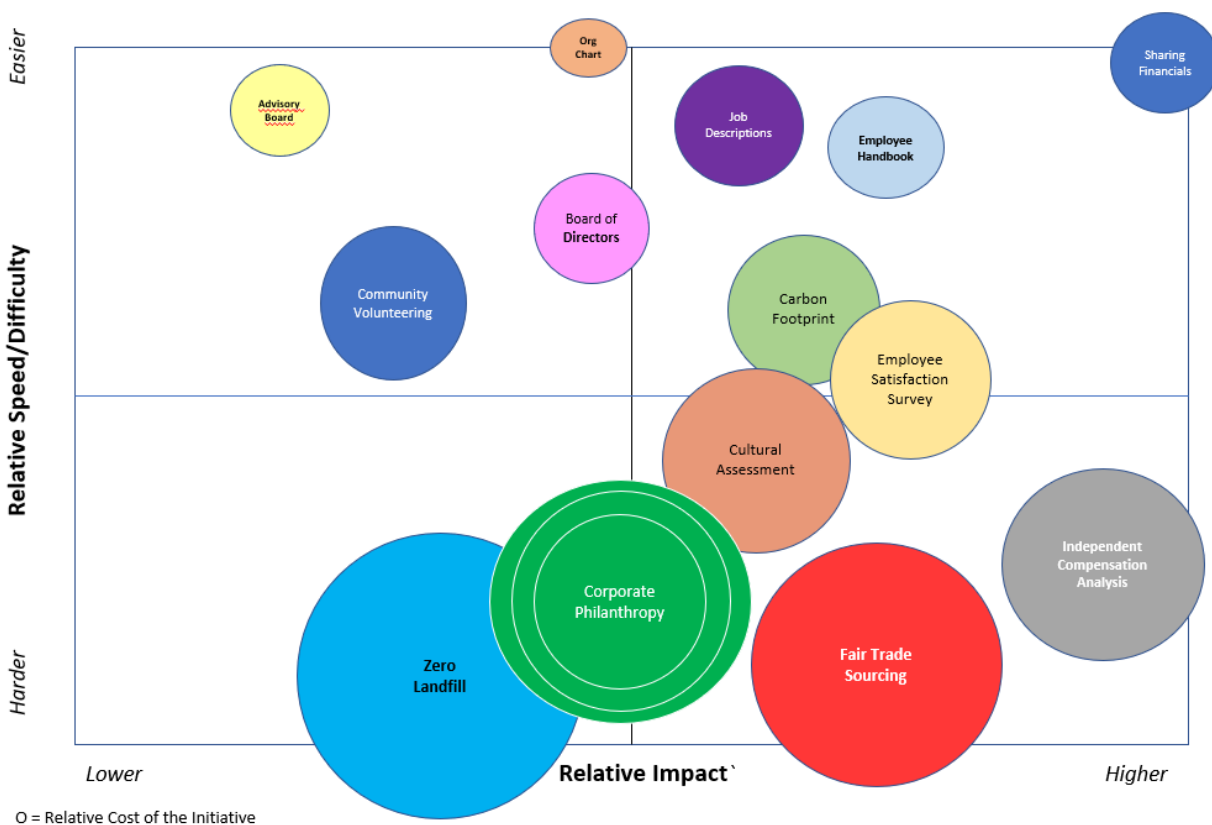 Easier
Org
Chart
Sharing
Financials
Advisory
Board
Job
Descriptions
Employee
Handbook
Board of
Directors
Relative Speed/Difficulty
Community
Volunteering
Carbon
Footprint
Employee
Satisfaction
Survey
Cultural
Assessment
Independent
Compensation
Analysis
Corporate
Philanthropy
Zero
Landfill
Fair Trade
Sourcing
Harder
Lower
Relative Impact`
Higher
O = Relative Cost of the Initiative